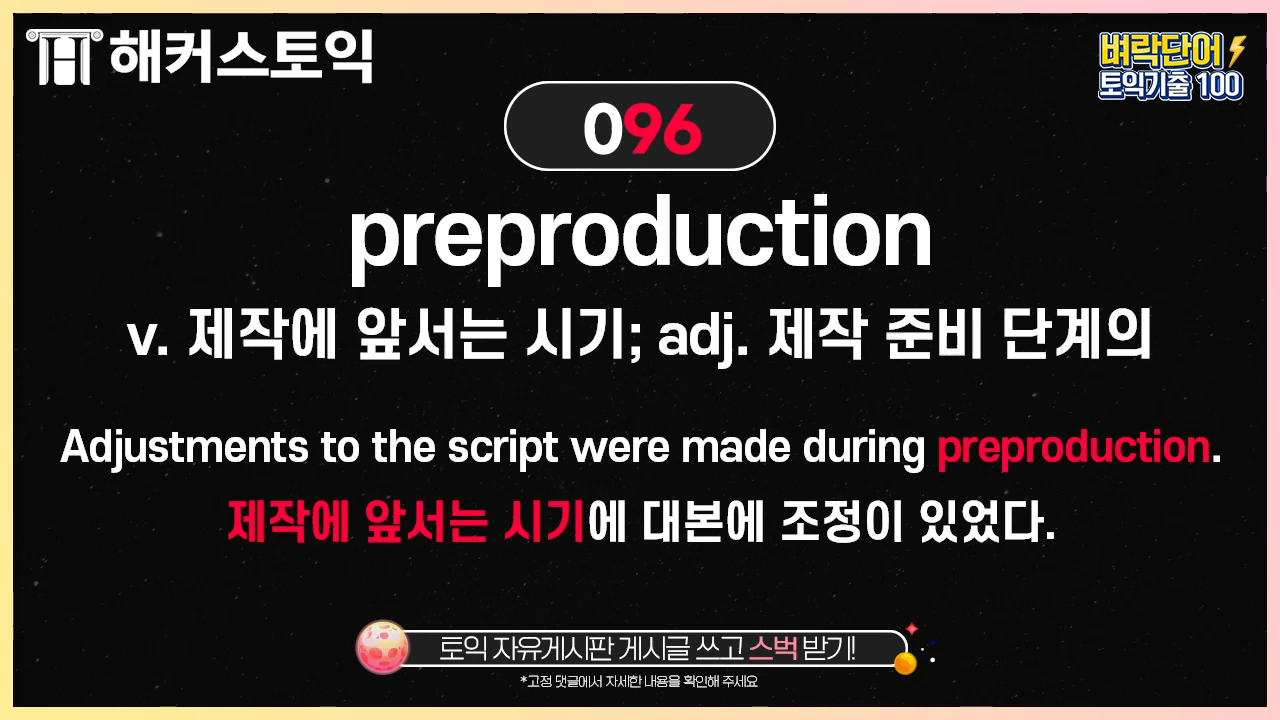 해커스토익
벼락단어
토익기출 100
096
preproduction
v. 제작에 앞서는 시기; adj. 제작 준비 단계의
Adjustments to the script were made during preproduction.
제작에 앞서는 시기에 대본에 조정이 있었다.
토익 자유게시판 게시글 쓰고 스벅 받기!
*고정 댓글에서 자세한 내용을 확인해 주세요